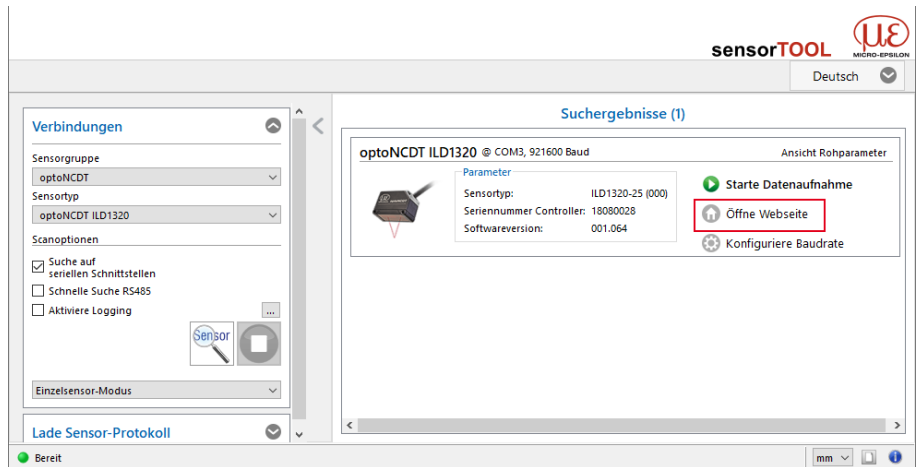 sensorTOOL
με
MICRO-EPSILON
Deutsch
Verbindungen
Sensorgruppe
optoNCDT
Sensortyp
optoNCDT ILD1320
Scanoptionen
Suche auf
seriellen Schnittstellen
Schnelle Suche RS485
Aktiviere Logging
...
Sensor
Einzelsensor-Modus
Lade Sensor-Protokoll
Suchergebnisse (1)
optoNCDT ILD1320 @ COM3, 921600 Baud
Ansicht Rohparameter
Parameter
Sensortyp: ILD1320-25 (000)
Seriennummer Controller: 18080028
Softwareversion: 001.064
Starte Datenaufnahme
Öffne Webseite
Konfiguriere Baudrate
Bereit
mm